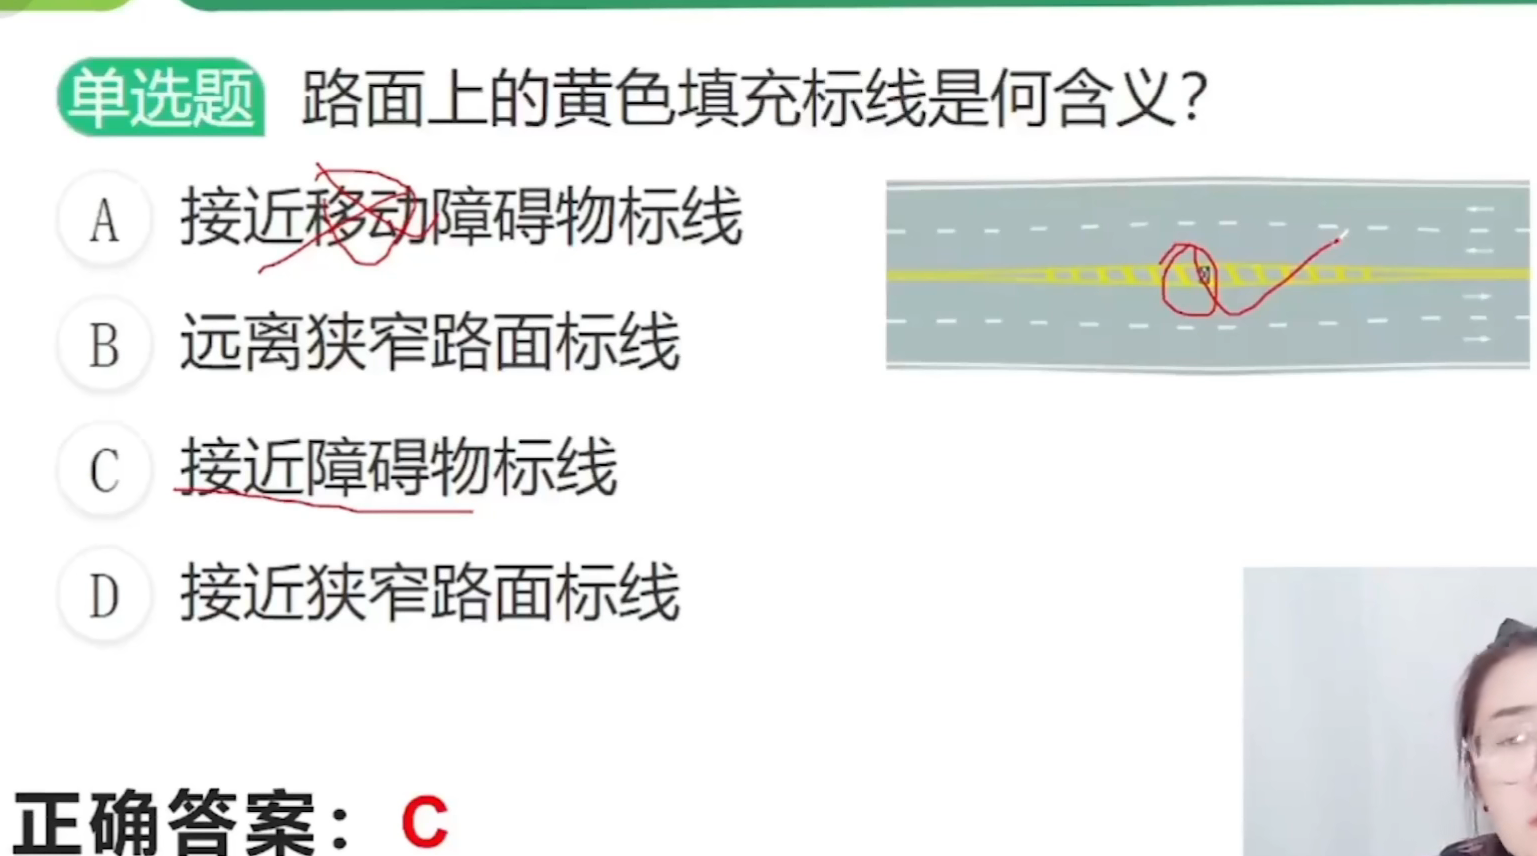 单选题 路面上的黄色填充标线是何含义?
A 接近移动障碍物标线
B 远离狭窄路面标线
C 接近障碍物标线
D 接近狭窄路面标线
正确答案：C